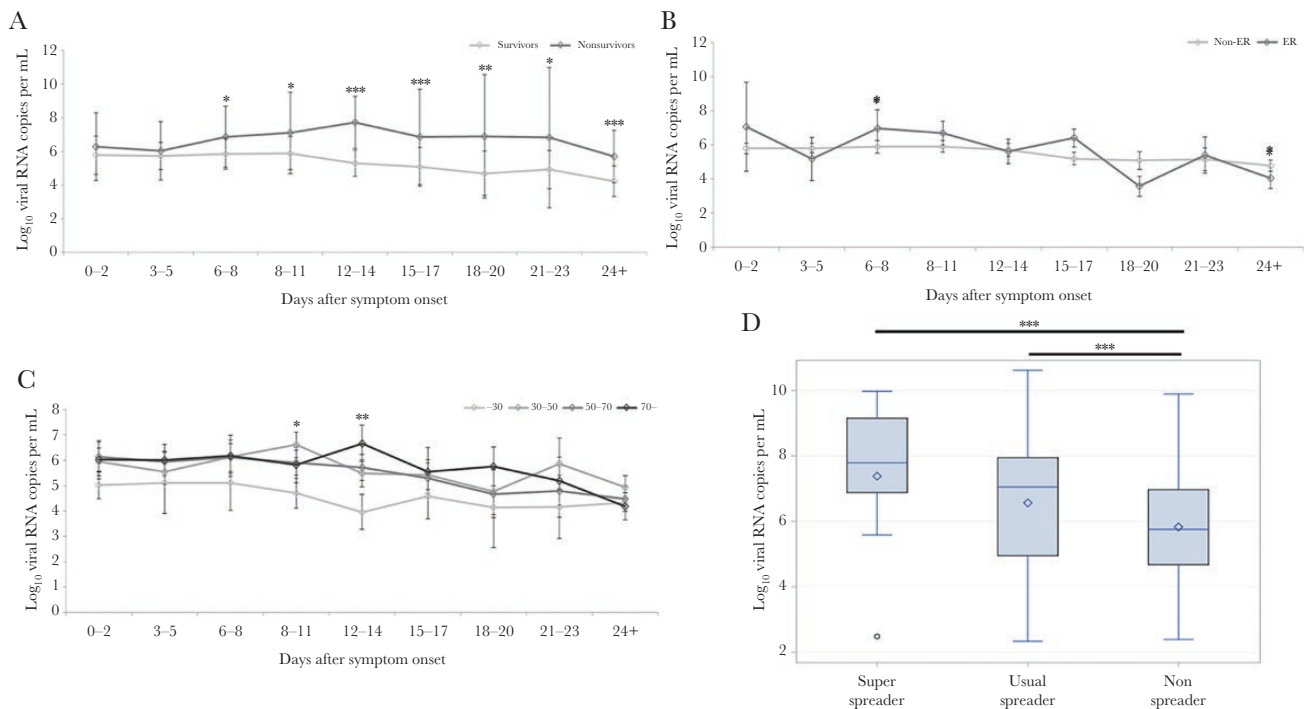 A
Survivors Nonsurvivors
Log10 viral RNA copies per mL
12
10
8
6
4
2
0
* * *** *** ** * ***
0–2 3–5 6–8 8–11 12–14 15–17 18–20 21–23 24+
Days after symptom onset
B
Non-ER ER
Log10 viral RNA copies per mL
12
10
8
6
4
2
0
* *
0–2 3–5 6–8 8–11 12–14 15–17 18–20 21–23 24+
Days after symptom onset
C
–30 30–50 50–70 70–
Log10 viral RNA copies per mL
8
7
6
5
4
3
2
1
0
* **
0–2 3–5 6–8 8–11 12–14 15–17 18–20 21–23 24+
Days after symptom onset
D
***
***
Log10 viral RNA copies per mL
10
8
6
4
2
Super Usual Non
spreader spreader spreader